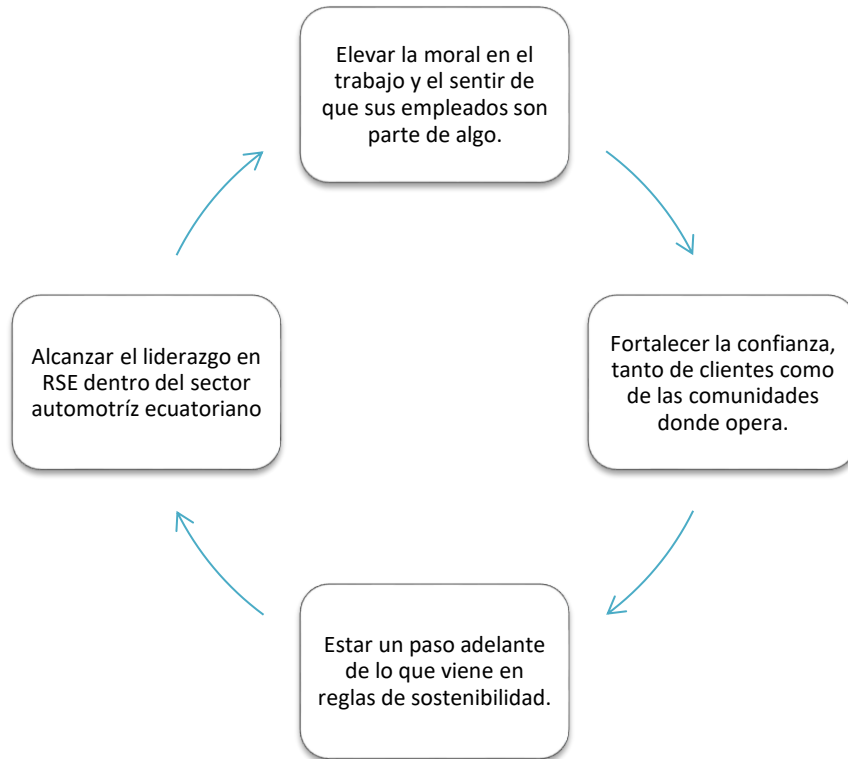 Elevar la moral en el
trabajo y el sentir de
que sus empleados son
parte de algo.
Fortalecer la confianza,
tanto de clientes como
de las comunidades
donde opera.
Estar un paso adelante
de lo que viene en
reglas de sostenibilidad.
Alcanzar el liderazgo en
RSE dentro del sector
automotríz ecuatoriano